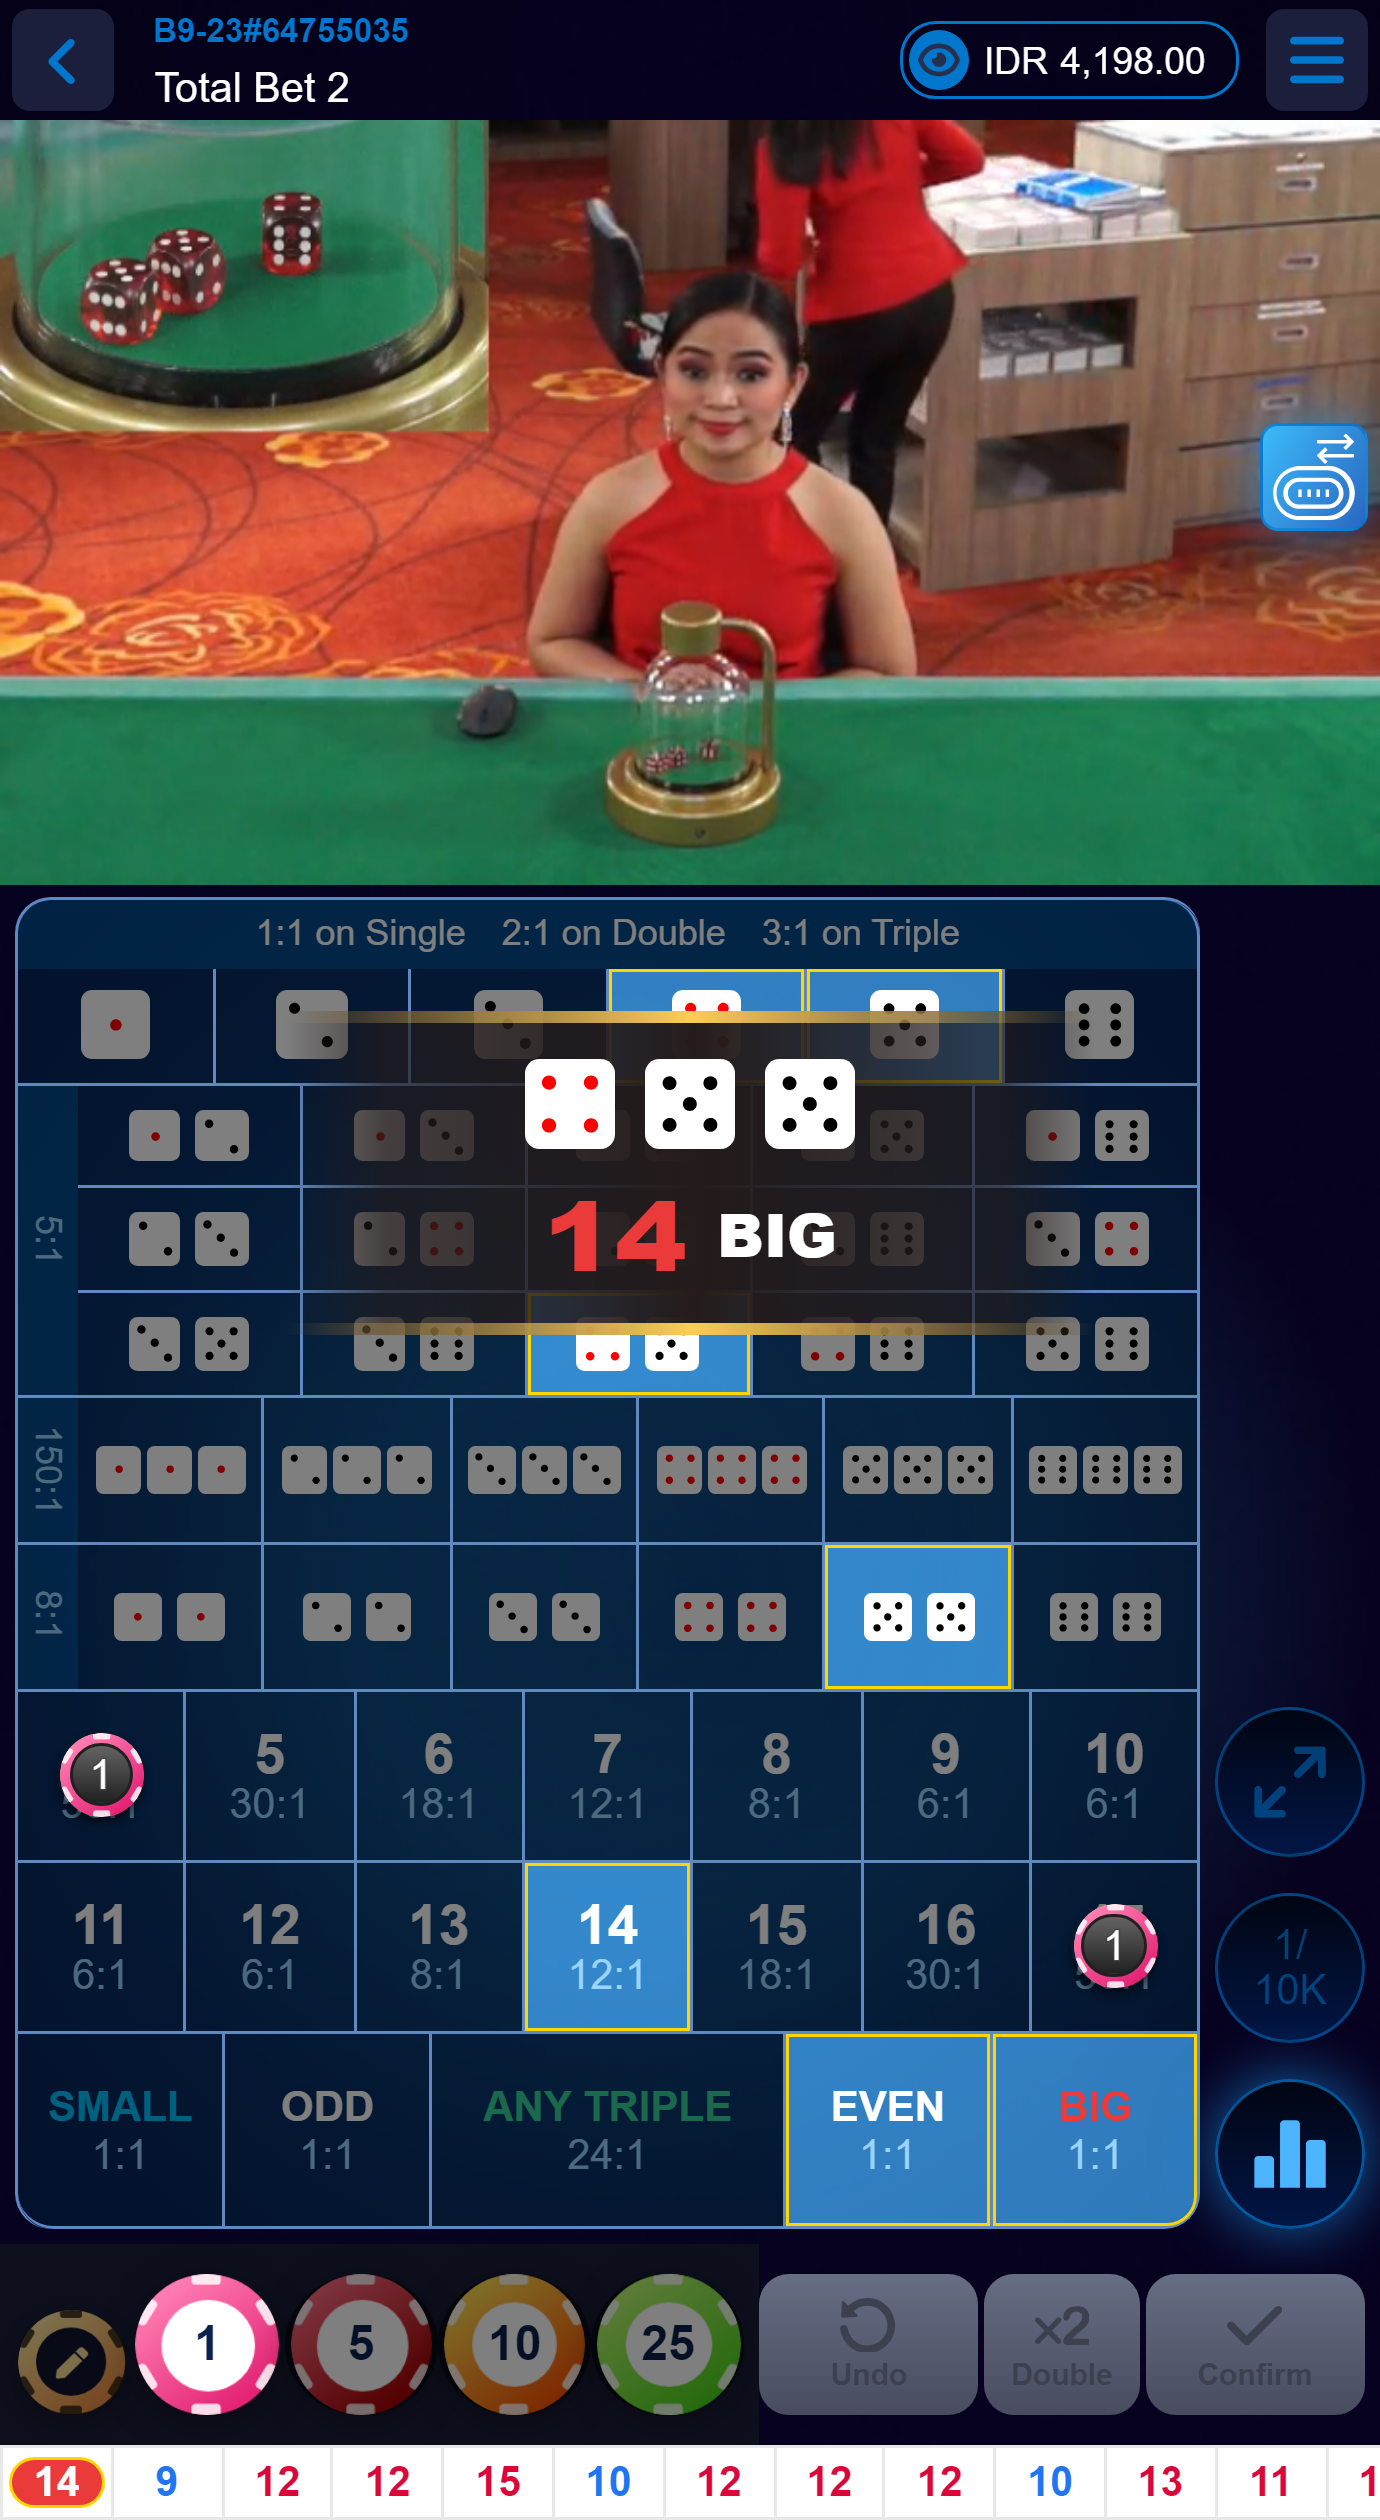 B9-23#64755035
Total Bet 2
IDR 4,198.00
1:1 on Single 2:1 on Double 3:1 on Triple
14 BIG
5:1
150:1
8:1
1 5 6 7 8 9 10
30:1 18:1 12:1 8:1 6:1 6:1
11 12 13 14 15 16 1
6:1 6:1 8:1 12:1 18:1 30:1
1/
10K
SMALL ODD ANY TRIPLE EVEN BIG
1:1 1:1 24:1 1:1 1:1
1 5 10 25
x2
Undo Double Confirm
14 9 12 12 15 10 12 12 12 10 13 11